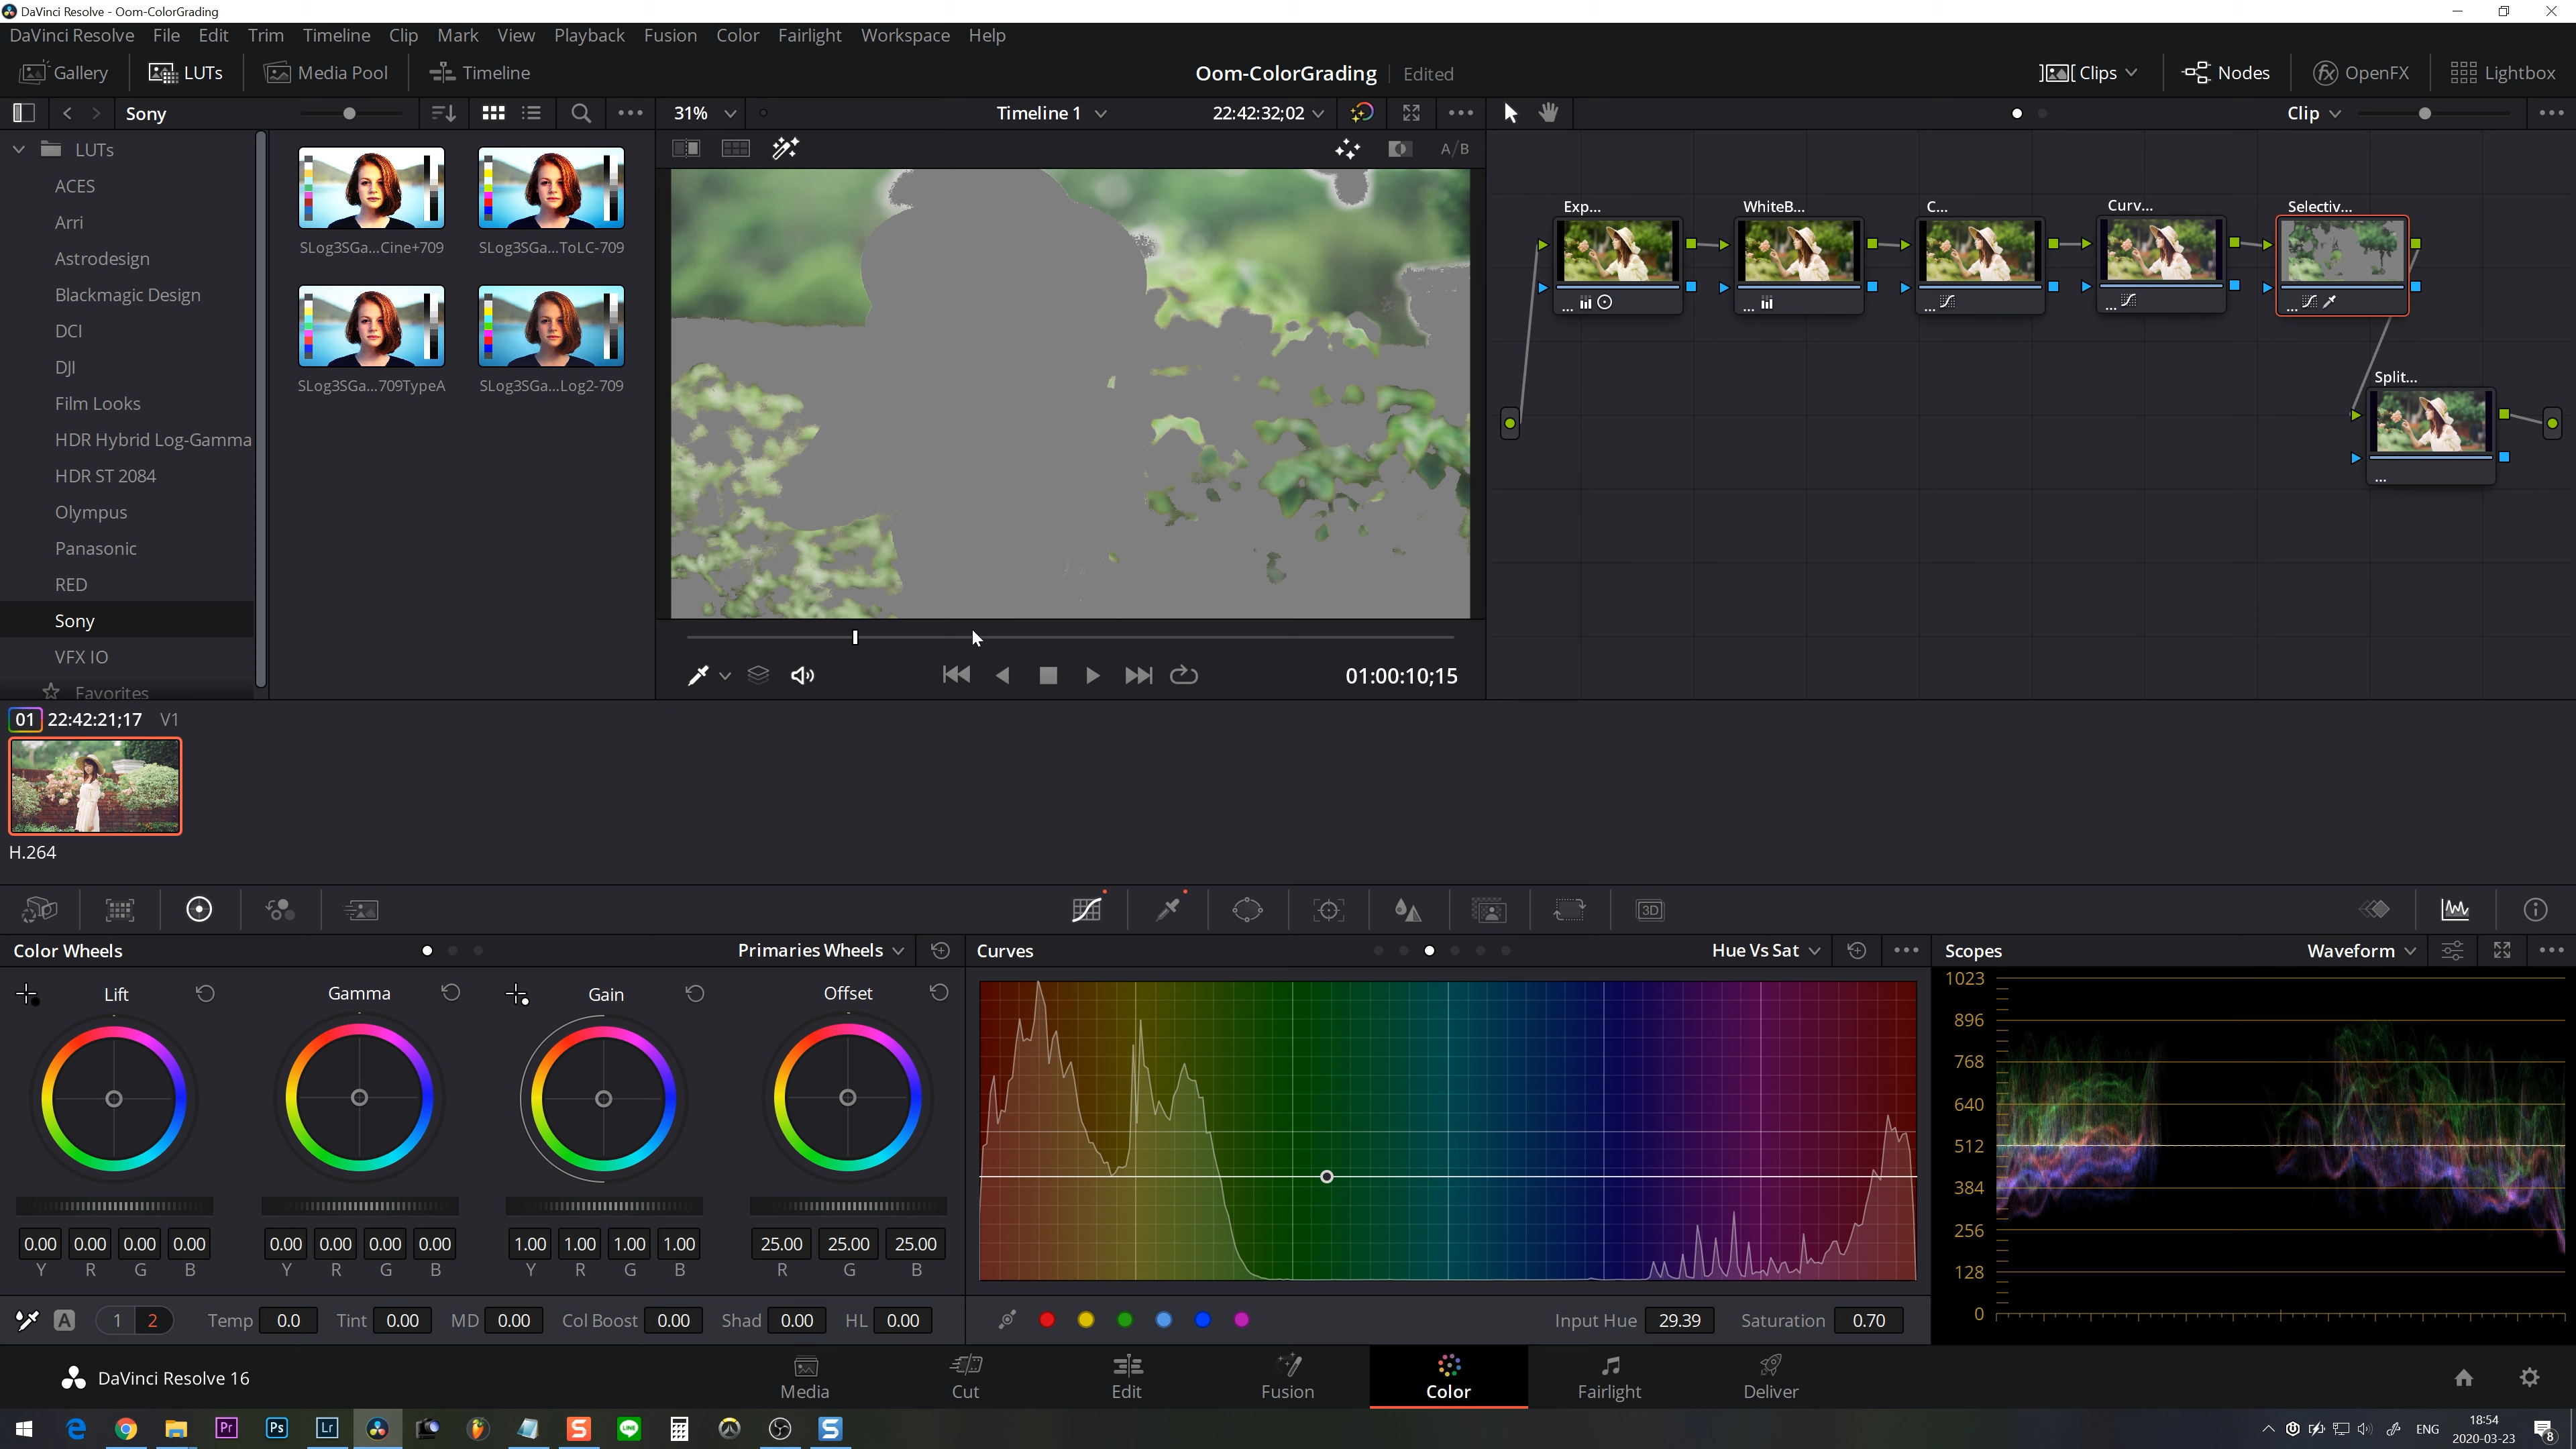 DaVinci Resolve - Oom-ColorGrading
DaVinci Resolve File Edit Trim Timeline Clip Mark View Playback Fusion Color Fairlight Workspace Help
Gallery LUTs Media Pool Timeline Oom-ColorGrading Edited Clips Nodes OpenFX Lightbox
Sony 31% Timeline 1 22:42:32;02 Clip
A/B
LUTs
ACES
Arri
Astrodesign
Blackmagic Design
DCI
DJI
Film Looks
HDR Hybrid Log-Gamma
HDR ST 2084
Olympus
Panasonic
RED
Sony
VFX IO
Favorites
SLog3SGa...Cine+709 SLog3SGa...ToLC-709
SLog3SGa...709TypeA SLog3SGa...Log2-709
Exp... WhiteB... C... Curv... Selectiv...
Split...
01:00:10;15
01 22:42:21;17 V1
H.264
3D
Color Wheels Primaries Wheels Curves Hue Vs Sat Scopes Waveform
Lift Gamma Gain Offset
0.00 0.00 0.00 0.00 0.00 0.00 0.00 0.00 1.00 1.00 1.00 1.00 25.00 25.00 25.00
Y R G B Y R G B Y R G B R G B
A 1 2 Temp 0.0 Tint 0.00 MD 0.00 Col Boost 0.00 Shad 0.00 HL 0.00 Input Hue 29.39 Saturation 0.70
1023
896
768
640
512
384
256
128
0
DaVinci Resolve 16 Media Cut Edit Fusion Color Fairlight Deliver
Pr Ps Lr S LINE S ENG 18:54
2020-03-23 8